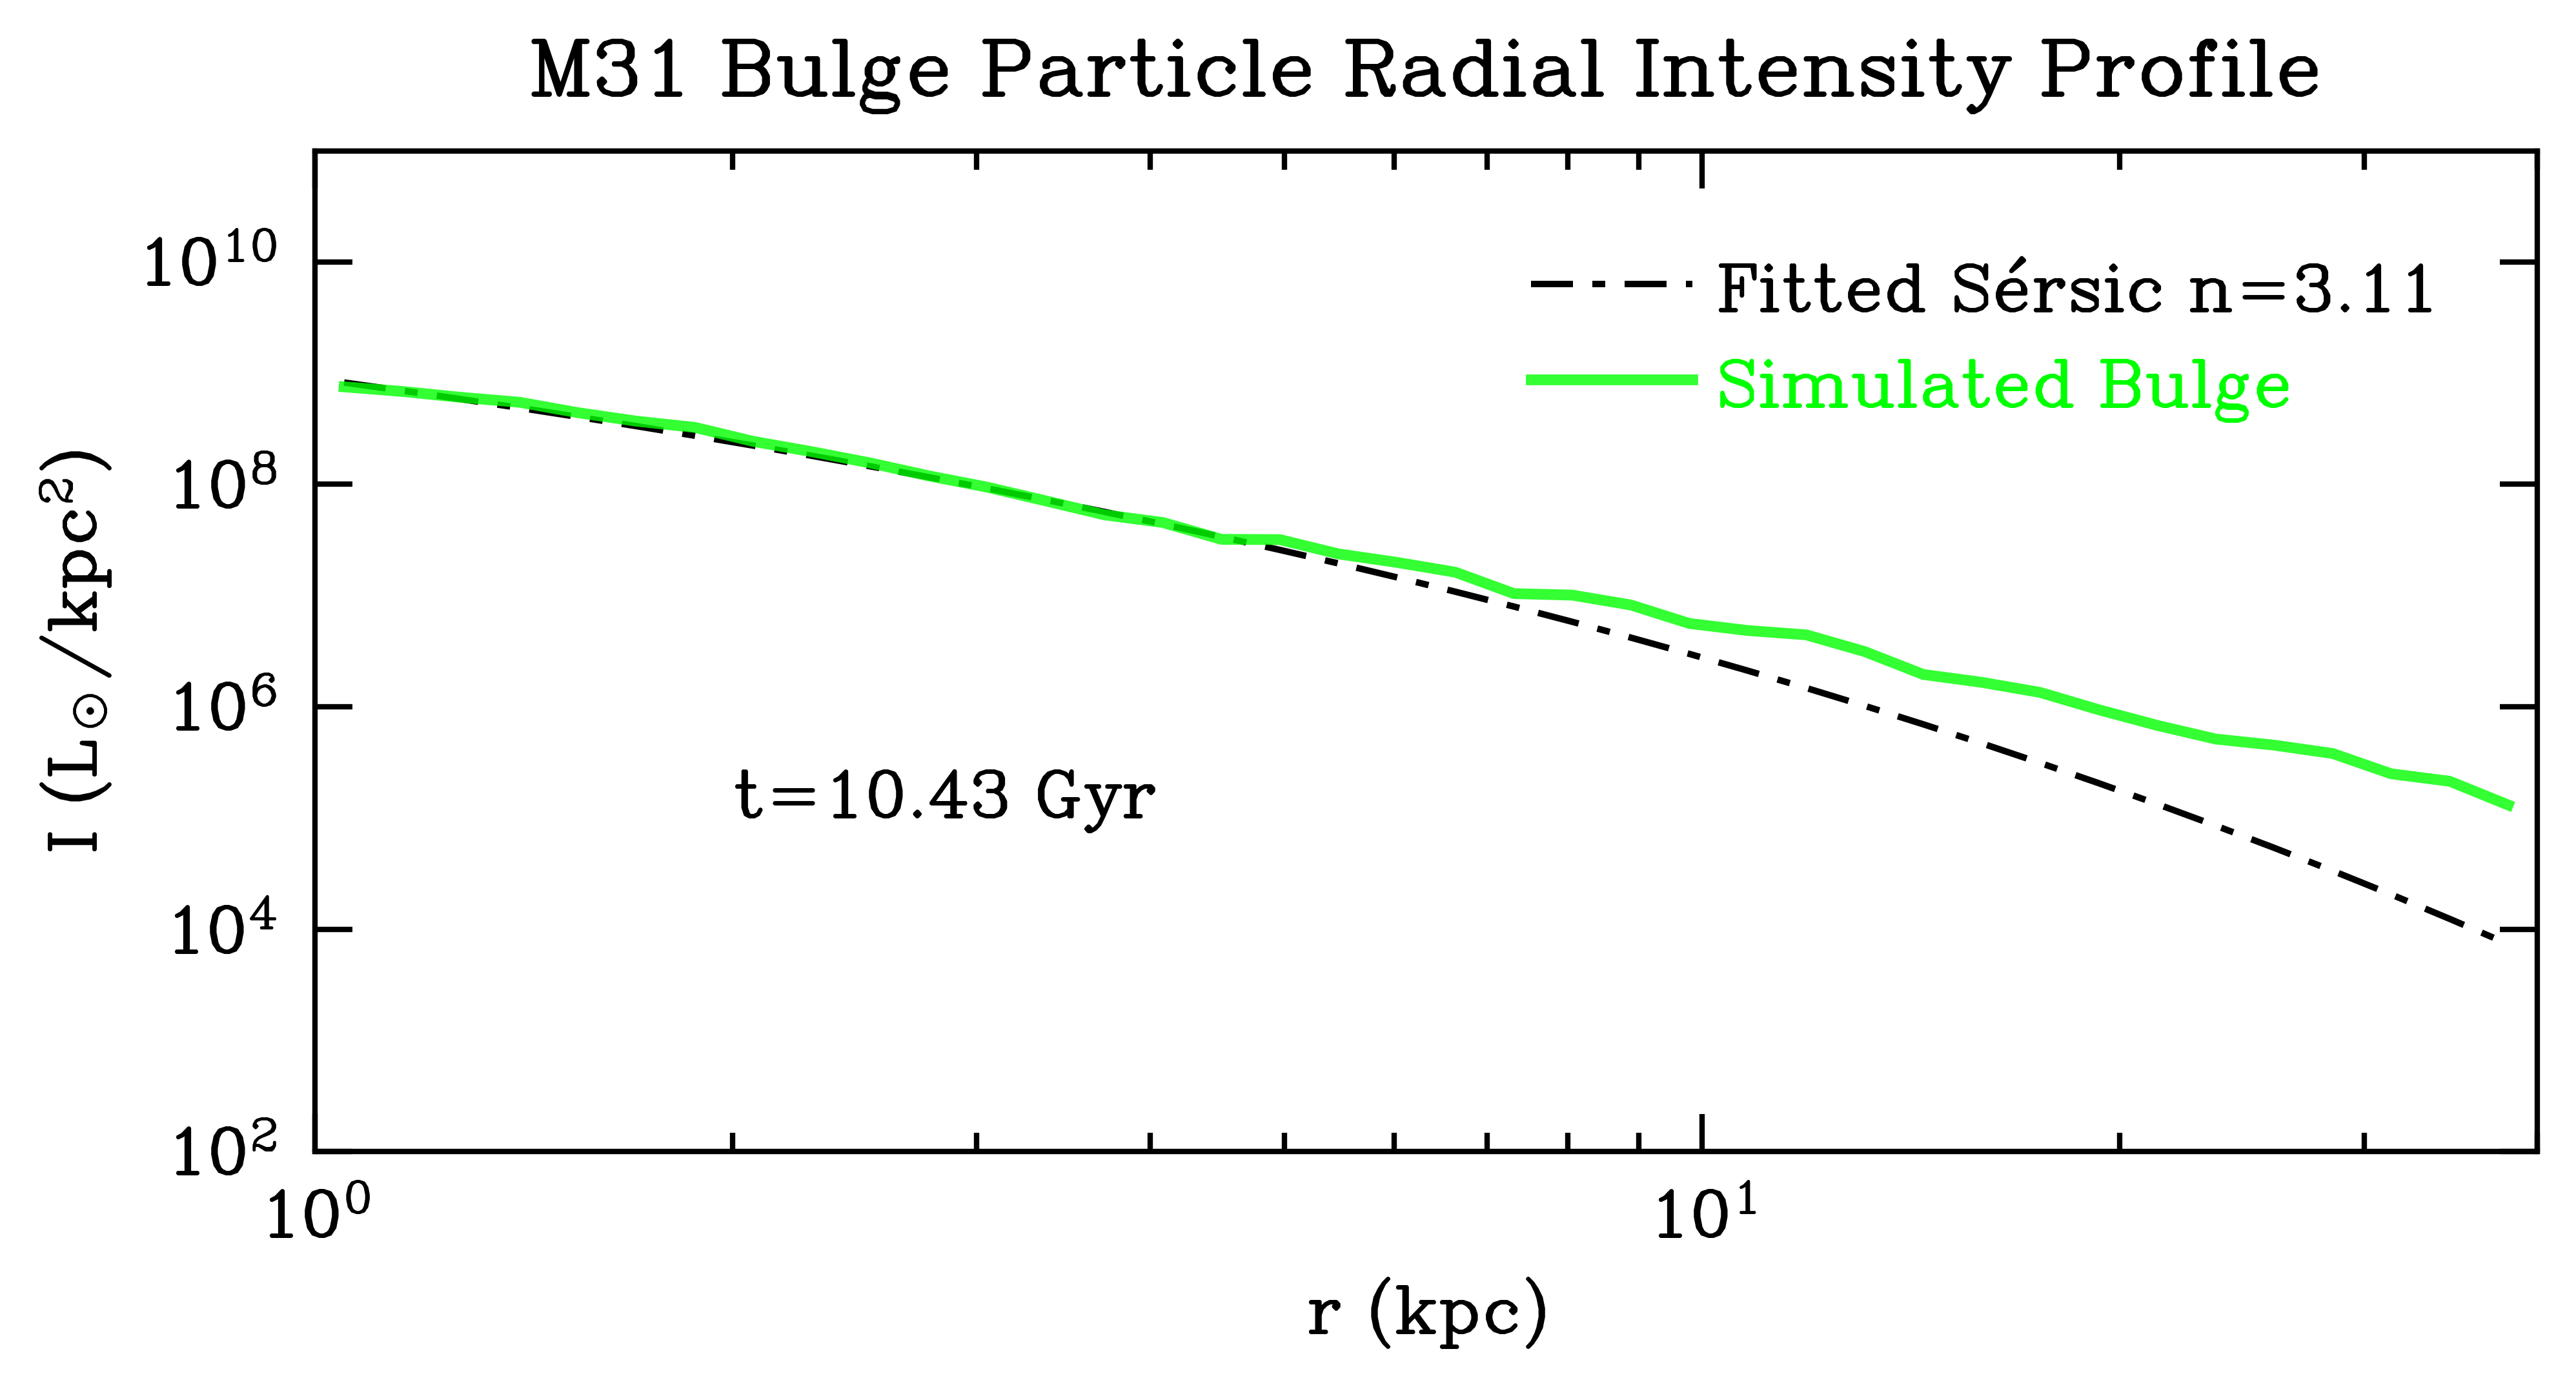 M31 Bulge Particle Radial Intensity Profile
10¹⁰
10⁸
10⁶
10⁴
10²
I (L☉/kpc²)
Fitted Sérsic n=3.11
Simulated Bulge
t=10.43 Gyr
10⁰ 10¹
r (kpc)